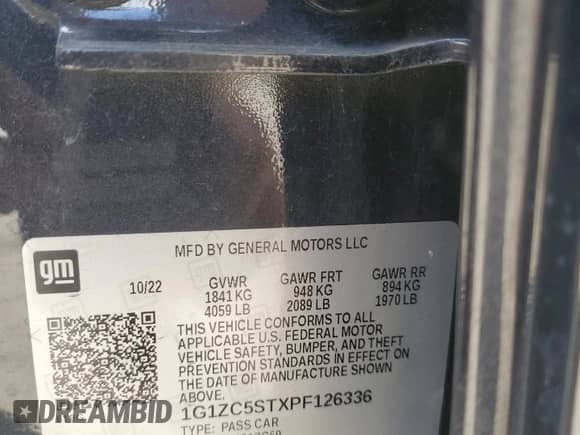 MFD BY GENERAL MOTORS LLC
gm
10/22 GVWR GAWR FRT GAWR RR
1841 KG 948 KG 894 KG
4059 LB 2089 LB 1970 LB
THIS VEHICLE CONFORMS TO ALL
APPLICABLE U.S. FEDERAL MOTOR
VEHICLE SAFETY, BUMPER, AND THEFT
PREVENTION STANDARDS IN EFFECT ON
THE DATE OF MANUFACTURE SHOWN
ABOVE.
1G1ZC5STXPF126336
TYPE: PASS CAR
DREAMBID